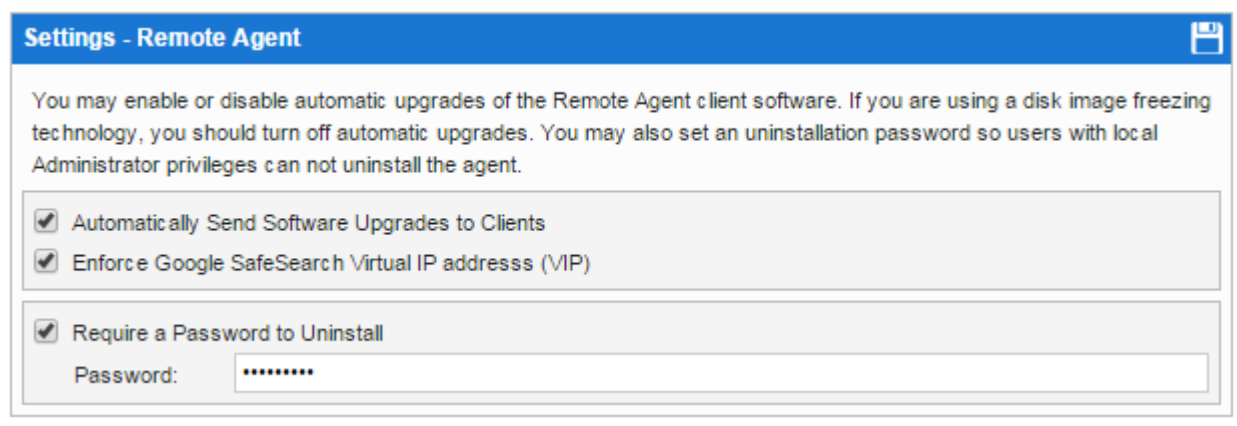 Settings - Remote Agent
You may enable or disable automatic upgrades of the Remote Agent client software. If you are using a disk image freezing
technology, you should turn off automatic upgrades. You may also set an uninstallation password so users with local
Administrator privileges can not uninstall the agent.
Automatically Send Software Upgrades to Clients
Enforce Google SafeSearch Virtual IP addresss (VIP)
Require a Password to Uninstall
Password: •••••••••